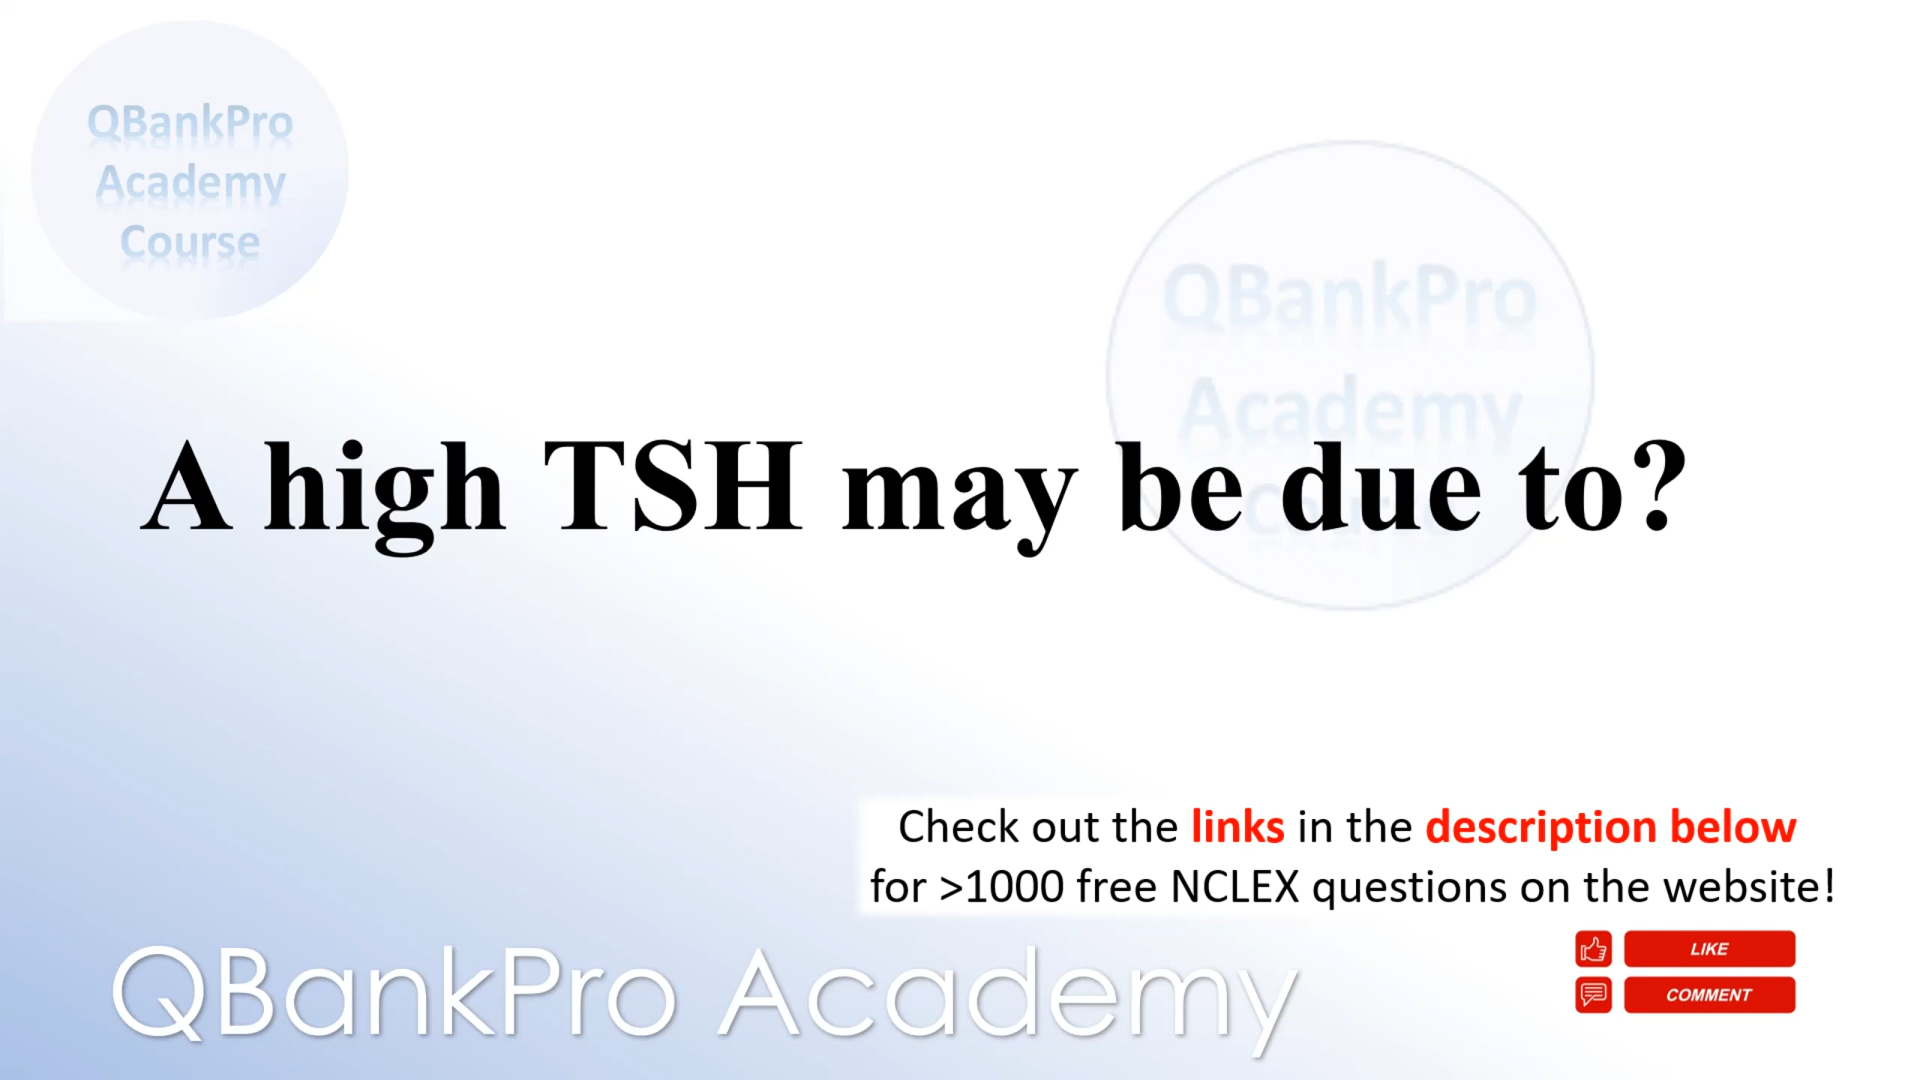 QBankPro
Academy
Course
QBankPro
Academy
A high TSH may be due to?
Check out the links in the description below
for >1000 free NCLEX questions on the website!
LIKE
COMMENT
QBankPro Academy